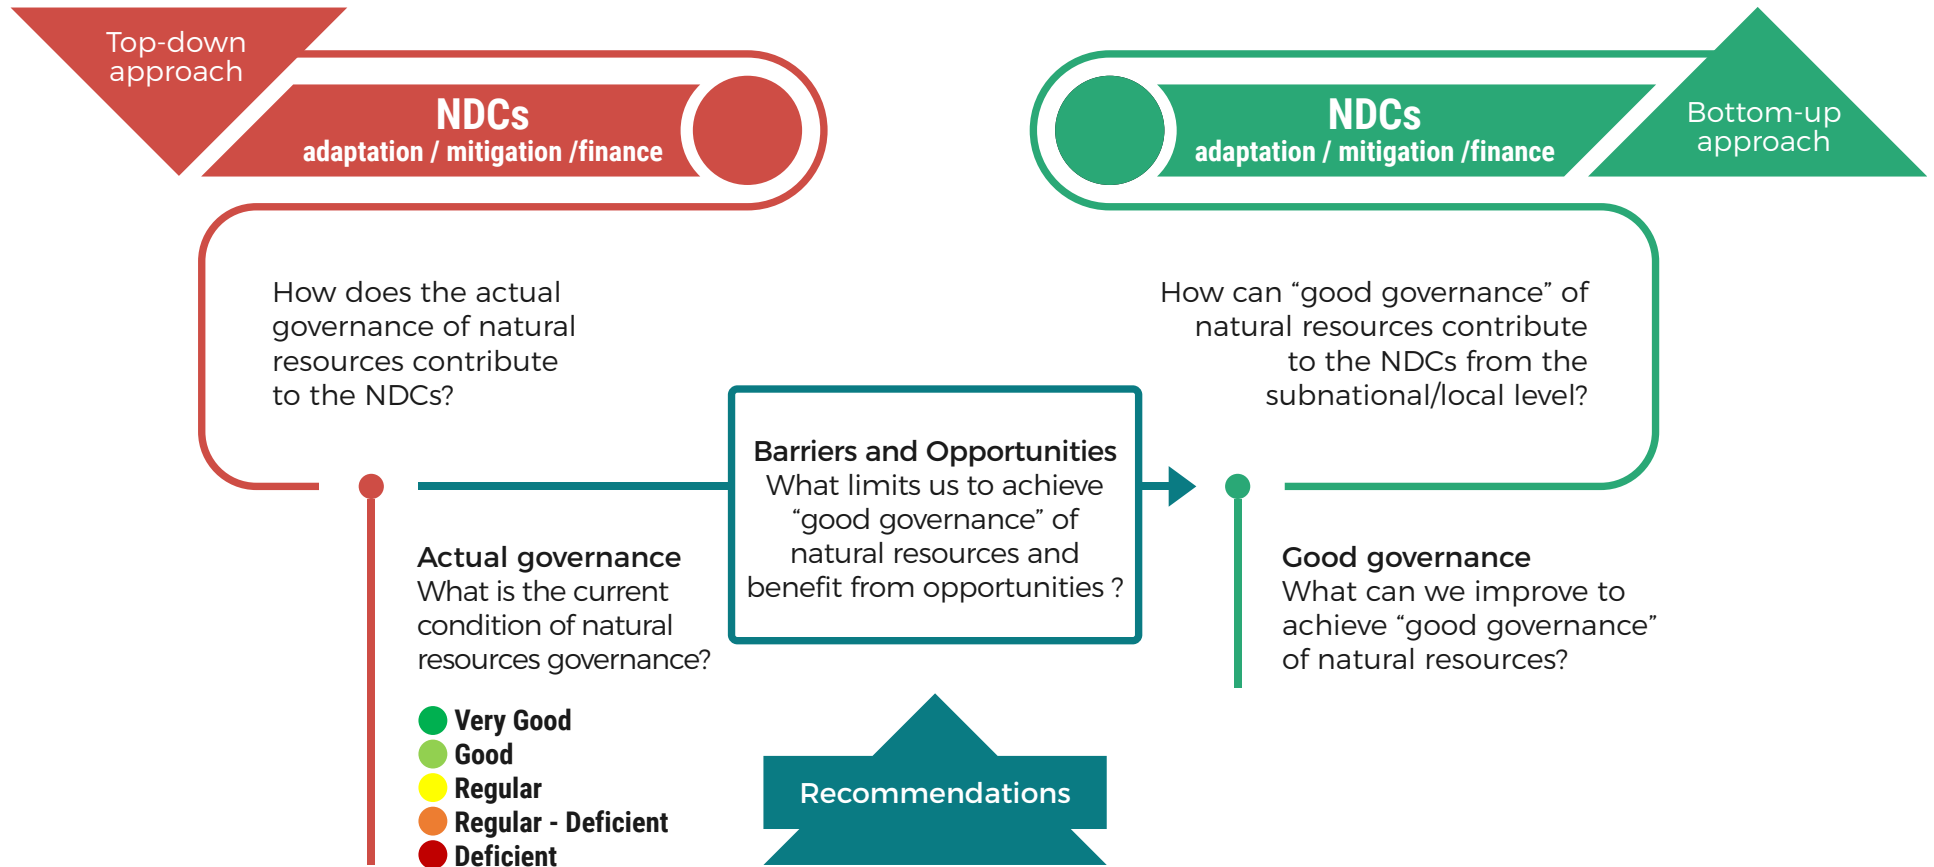 Top-down
approach
NDCs
adaptation / mitigation /finance
NDCs
adaptation / mitigation /finance
Bottom-up
approach
How does the actual
governance of natural
resources contribute
to the NDCs?
How can “good governance” of
natural resources contribute
to the NDCs from the
subnational/local level?
Barriers and Opportunities
What limits us to achieve
“good governance” of
natural resources and
benefit from opportunities ?
Actual governance
What is the current
condition of natural
resources governance?
Good governance
What can we improve to
achieve “good governance”
of natural resources?
Very Good
Good
Regular
Regular - Deficient
Deficient
Recommendations